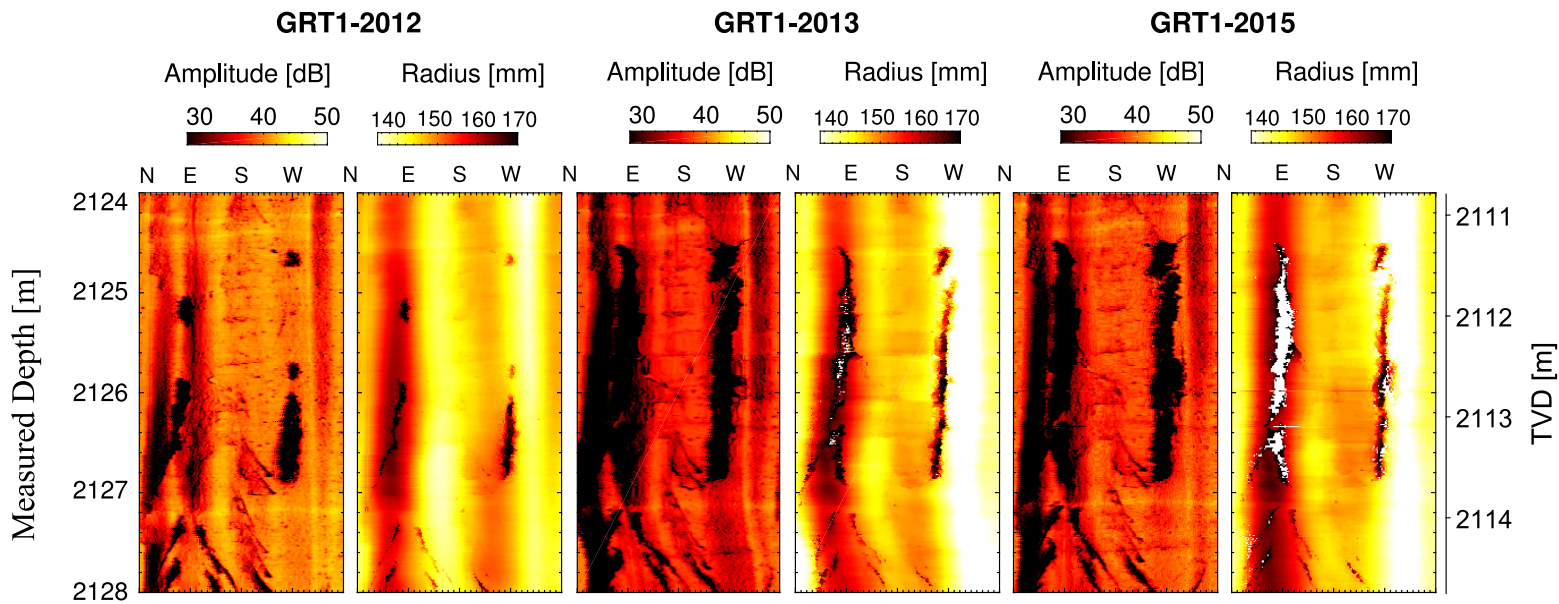 GRT1-2012 GRT1-2013 GRT1-2015
Amplitude [dB] Radius [mm] Amplitude [dB] Radius [mm] Amplitude [dB] Radius [mm]
30 40 50 140 150 160 170 30 40 50 140 150 160 170 30 40 50 140 150 160 170
N E S W N E S W N E S W N E S W N E S W N E S W
2124
2125
2126
2127
2128
Measured Depth [m]
2111
2112
2113
2114
TVD [m]